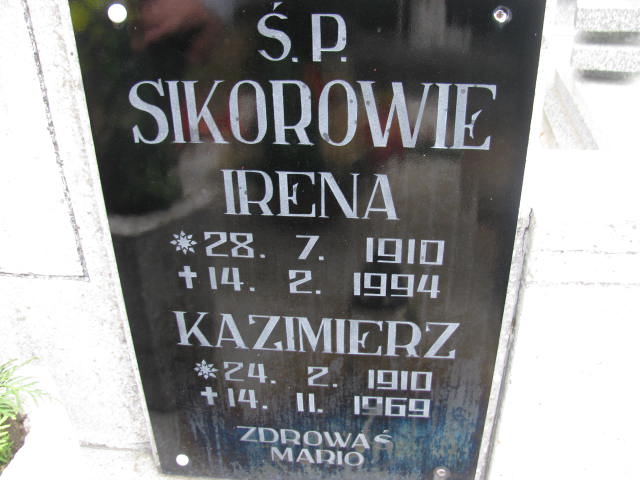 Ś.P.
SIKOROWIE
IRENA
* 28. 7. 1910
✝ 14. 2. 1994
KAZIMIERZ
* 24. 2. 1910
✝ 14. 11. 1969
ZDROWAŚ
MARIO